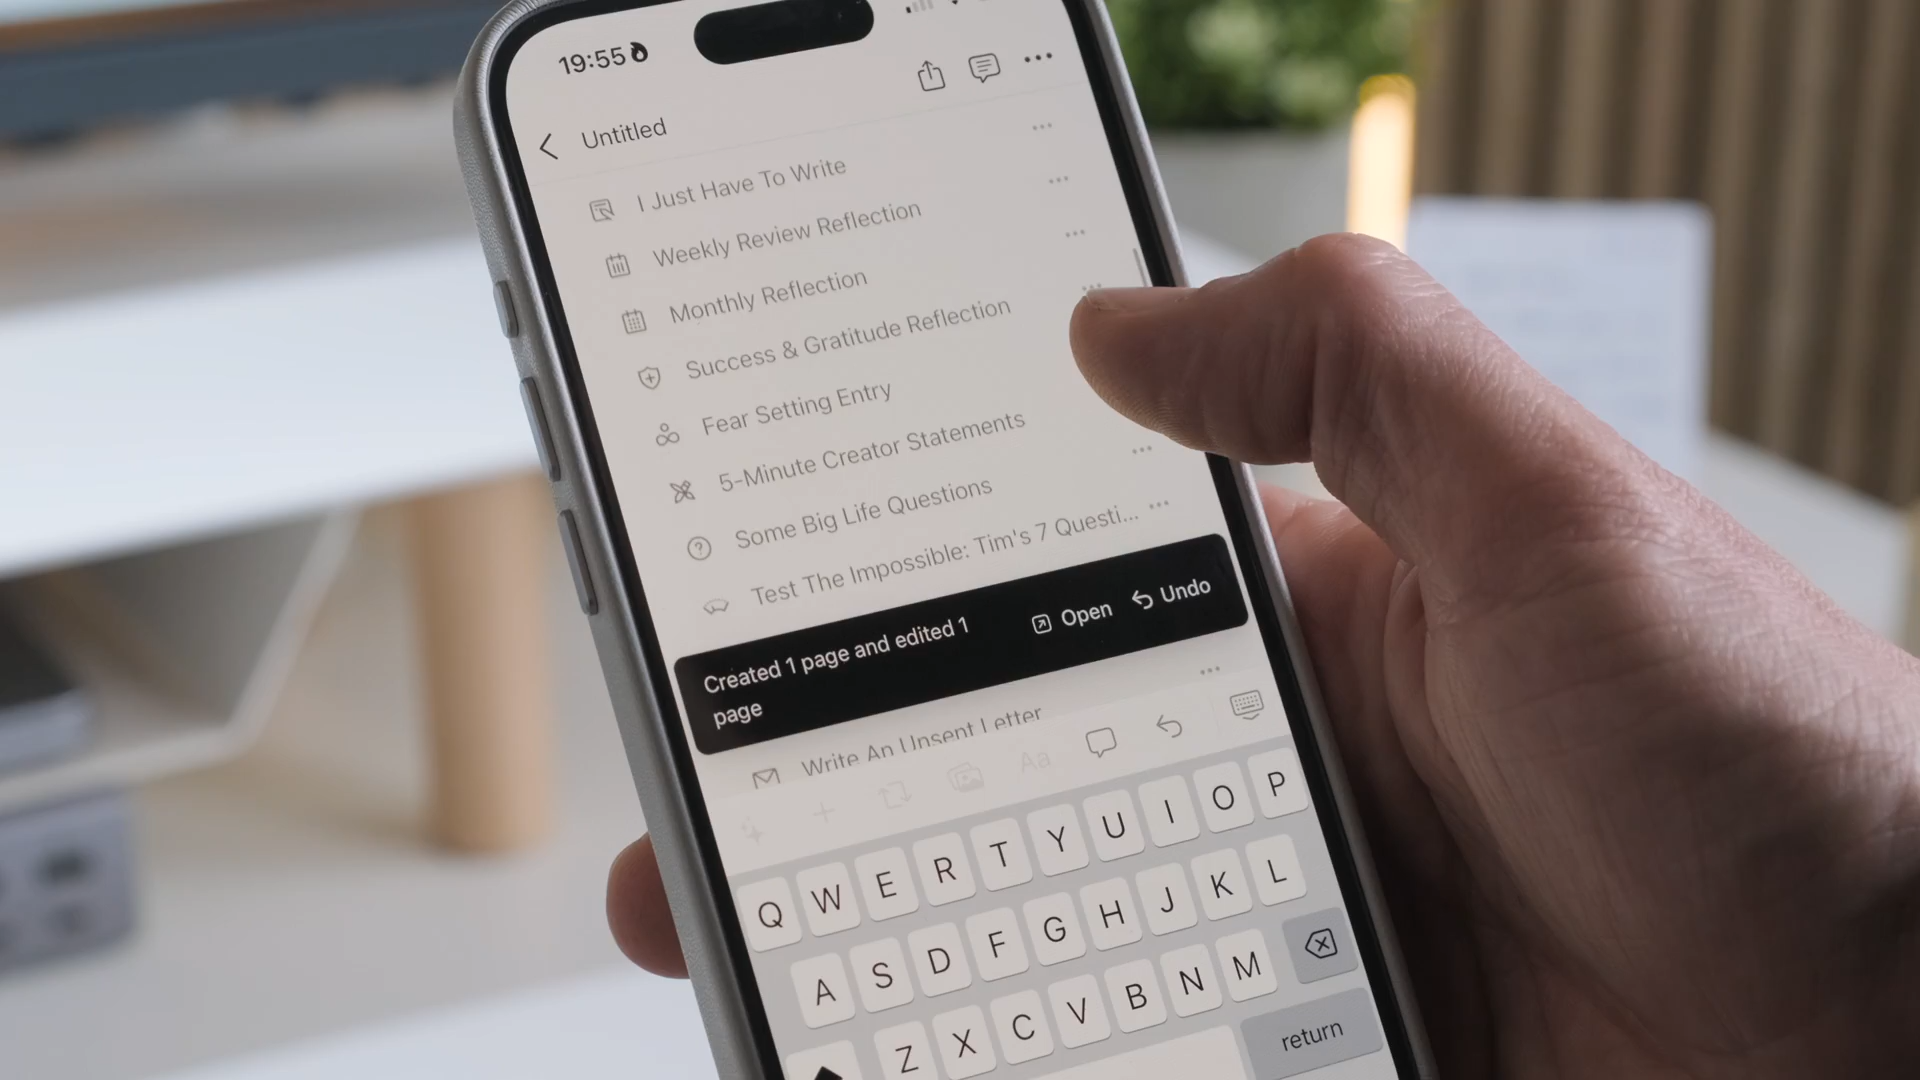 19:55
Untitled
I Just Have To Write
Weekly Review Reflection
Monthly Reflection
Success & Gratitude Reflection
Fear Setting Entry
5-Minute Creator Statements
Some Big Life Questions
Test The Impossible: Tim's 7 Questi...
Created 1 page and edited 1
page
Open
Undo
Write An Unsent Letter
Aa
Q W E R T Y U I O P
A S D F G H J K L
Z X C V B N M
return